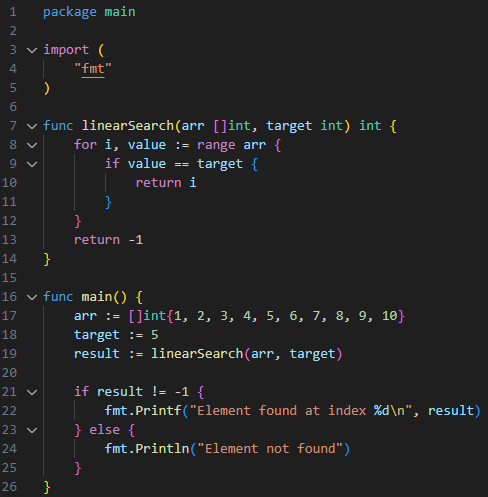 1 package main
2
3 import (
4     "fmt"
5 )
6
7 func linearSearch(arr []int, target int) int {
8     for i, value := range arr {
9         if value == target {
10             return i
11         }
12     }
13     return -1
14 }
15
16 func main() {
17     arr := []int{1, 2, 3, 4, 5, 6, 7, 8, 9, 10}
18     target := 5
19     result := linearSearch(arr, target)
20
21     if result != -1 {
22         fmt.Printf("Element found at index %d\n", result)
23     } else {
24         fmt.Println("Element not found")
25     }
26 }